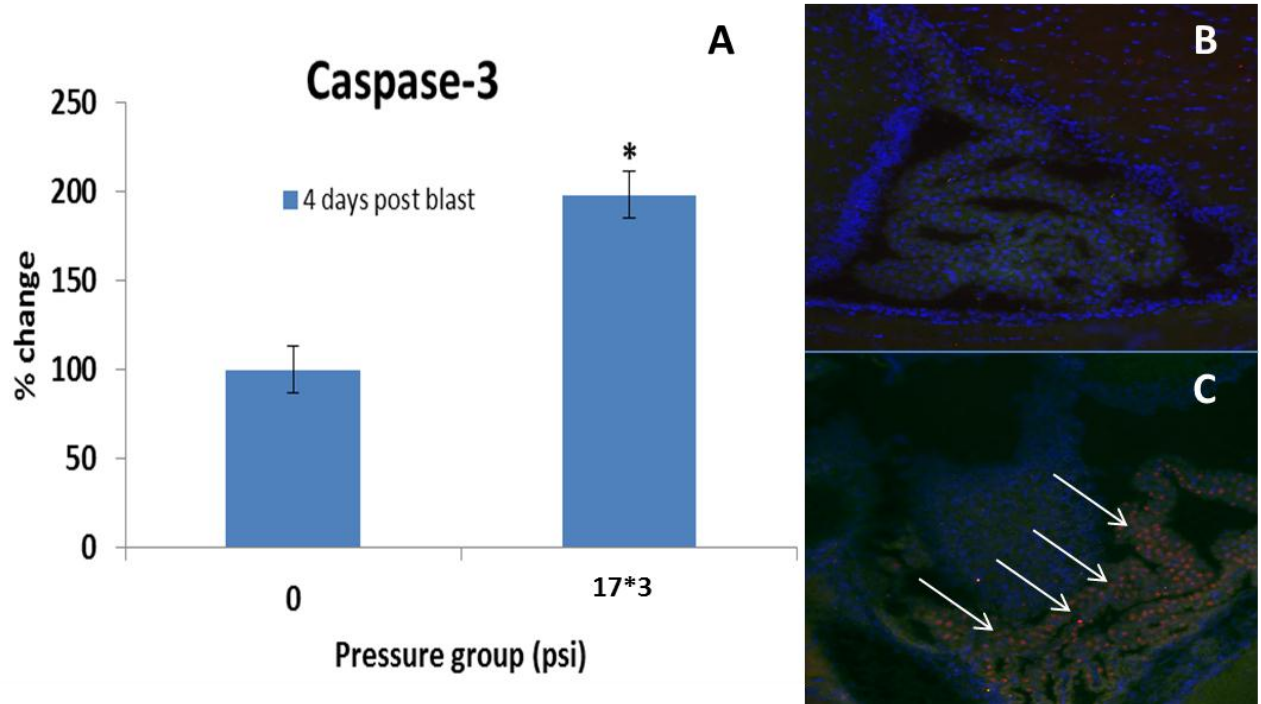 A
Caspase-3
*
4 days post blast
% change
250
200
150
100
50
0
0
17*3
Pressure group (psi)
B
C